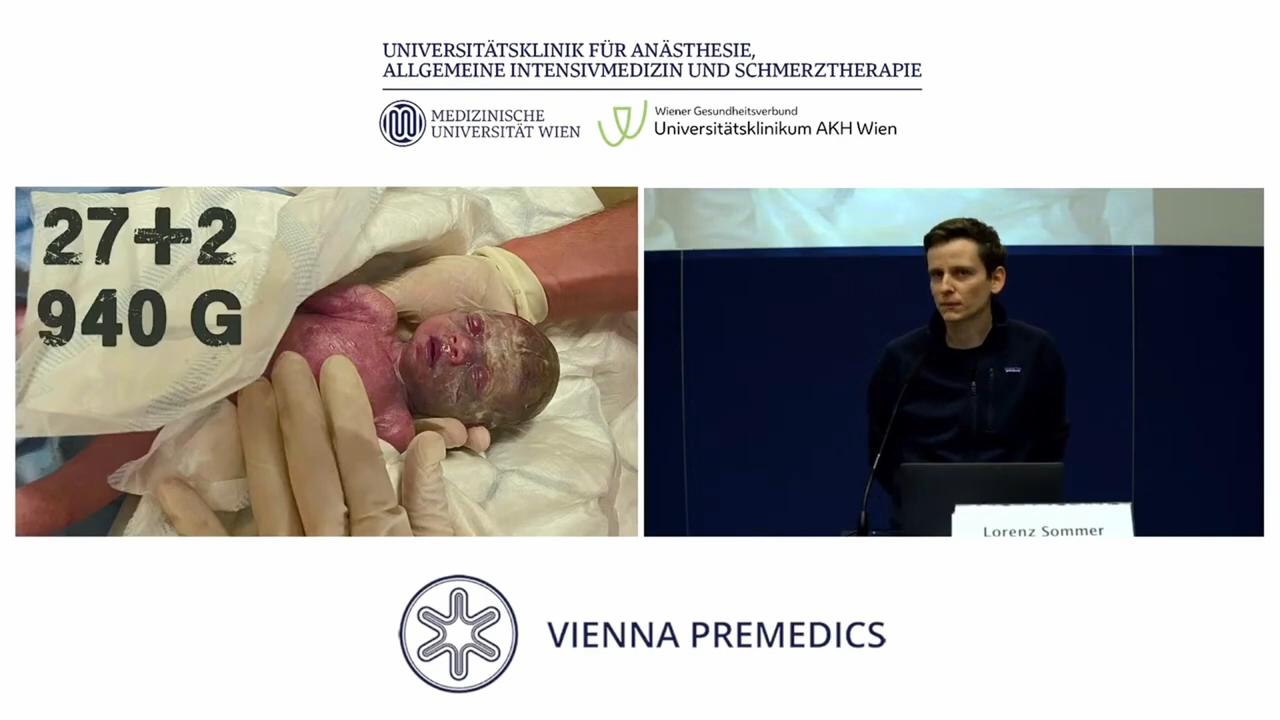 UNIVERSITÄTSKLINIK FÜR ANÄSTHESIE,
ALLGEMEINE INTENSIVMEDIZIN UND SCHMERZTHERAPIE
MEDIZINISCHE
UNIVERSITÄT WIEN
Wiener Gesundheitsverbund
Universitätsklinikum AKH Wien
27+2
940 G
Lorenz Sommer
VIENNA PREMEDICS